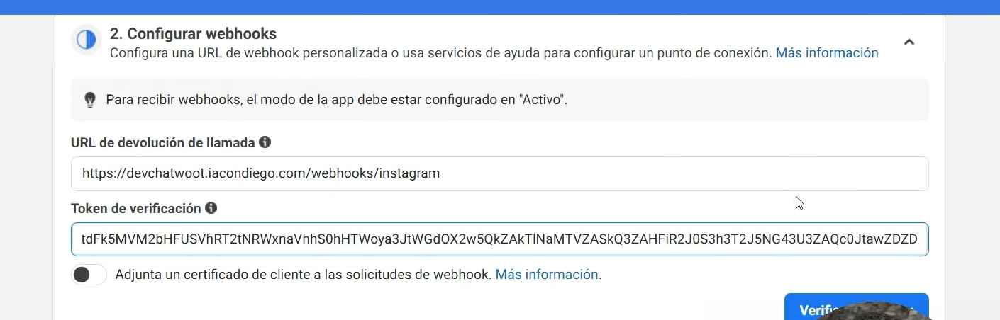 2. Configurar webhooks
Configura una URL de webhook personalizada o usa servicios de ayuda para configurar un punto de conexión. Más información
Para recibir webhooks, el modo de la app debe estar configurado en "Activo".
URL de devolución de llamada
https://devchatwoot.iacondiego.com/webhooks/instagram
Token de verificación
tdFk5MVM2bHFUSVhRT2tNRWxnaVhhS0hHTWoya3JtWGdOX2w5QkZAkTlNaMTVZASkQ3ZAHFiR2J0S3h3T2J5NG43U3ZAQc0JtawZDZD
Adjunta un certificado de cliente a las solicitudes de webhook. Más información.